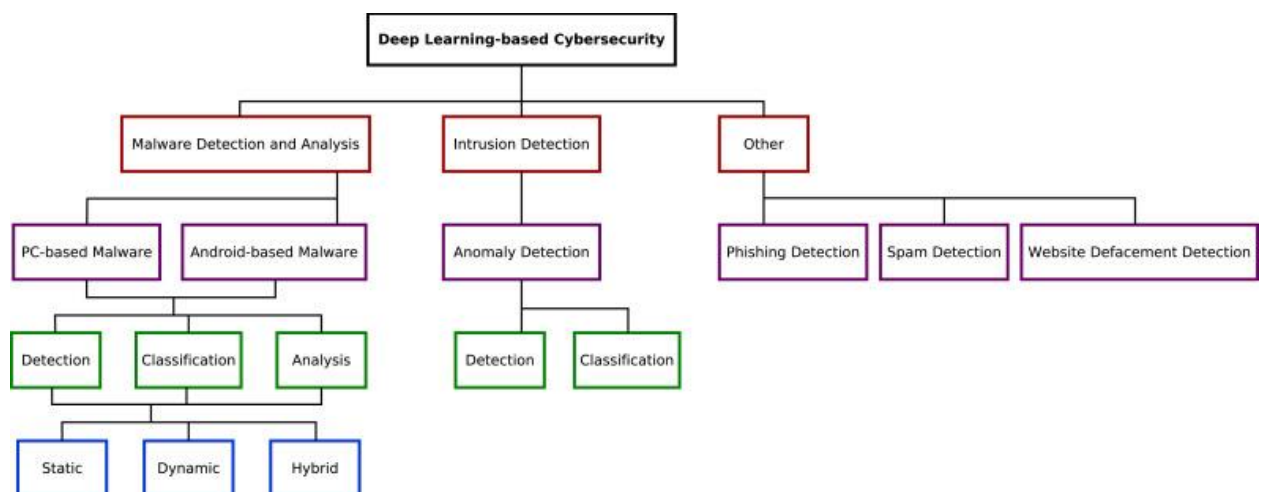 Deep Learning-based Cybersecurity
Malware Detection and Analysis
Intrusion Detection
Other
PC-based Malware
Android-based Malware
Anomaly Detection
Phishing Detection
Spam Detection
Website Defacement Detection
Detection
Classification
Analysis
Detection
Classification
Static
Dynamic
Hybrid